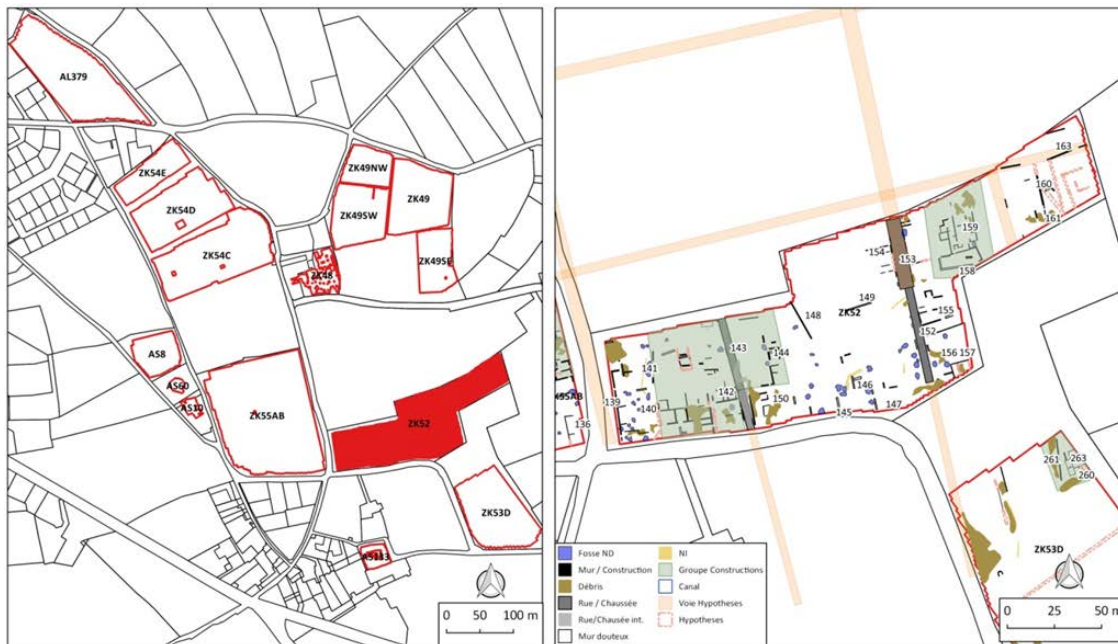 AL379
ZK54E
ZK54D
ZK54C
ZK49NW
ZK49SW
ZK49
ZK49SE
ZK48
AS8
AS60
ZK55AB
ZK52
ZK53D
AS133
0 50 100 m
163
160
161
159
158
154
153
149
ZK52
148
155
152
156
157
143
144
141
142
146
139
140
150
136
145
147
261
263
260
ZK53D
Fosse ND
Mur / Construction
Débris
Rue / Chaussée
Rue/Chausée int.
Mur douteux
NI
Groupe Constructions
Canal
Voie Hypotheses
Hypothèses
0 25 50 m